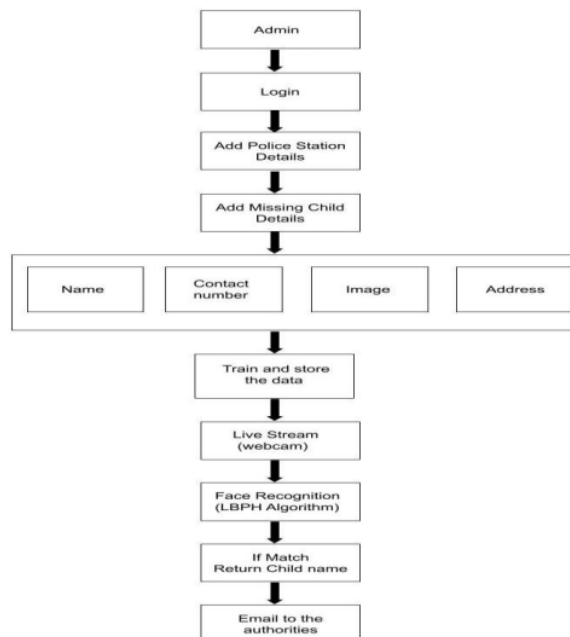 Admin
Login
Add Police Station
Details
Add Missing Child
Details
Name
Contact
number
Image
Address
Train and store
the data
Live Stream
(webcam)
Face Recognition
(LBPH Algorithm)
If Match
Return Child name
Email to the
authorities